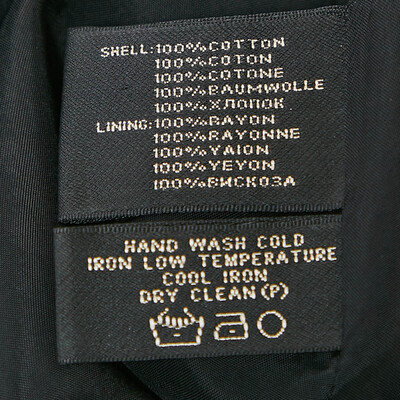 SHELL:100%COTTON
100%COTON
100%COTONE
100%BAUMWOLLE
100%ХЛОПОК
LINING:100%RAYON
100%RAYONNE
100%YAION
100%YEYON
100%ВИСКОЗА
HAND WASH COLD
IRON LOW TEMPERATURE
COOL IRON
DRY CLEAN(P)